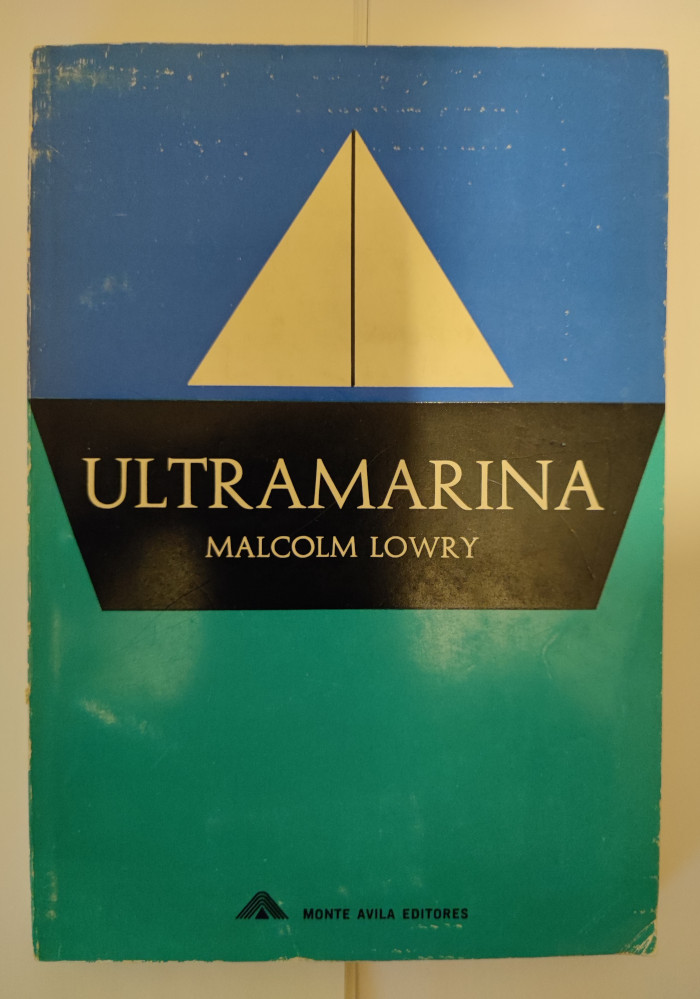 ULTRAMARINA
MALCOLM LOWRY
MONTE AVILA EDITORES